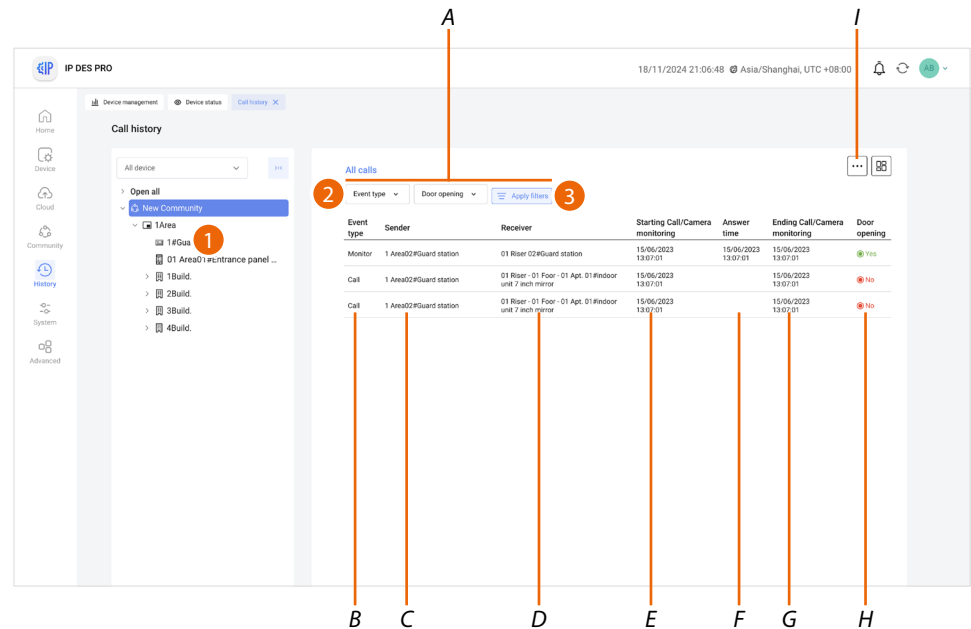 A
I
IP IP DES PRO
18/11/2024 21:06:48 Asia/Shanghai, UTC +08:00
AB
Device management Device status Call history X
Home
Call history
Device
All device
All calls
Open all
2 Event type Door opening Apply filters 3
Cloud
New Community
1Area
1#Gua 1
01 Area01#Entrance panel ...
Community
1Build.
History
2Build.
3Build.
System
4Build.
Advanced
Event type Sender Receiver Starting Call/Camera monitoring Answer time Ending Call/Camera monitoring Door opening
Monitor 1 Area02#Guard station 01 Riser 02#Guard station 15/06/2023 13:07:01 15/06/2023 13:07:01 15/06/2023 13:07:01 Yes
Call 1 Area02#Guard station 01 Riser - 01 Foor - 01 Apt. 01#indoor unit 7 inch mirror 15/06/2023 13:07:01 15/06/2023 13:07:01 No
Call 1 Area02#Guard station 01 Riser - 01 Foor - 01 Apt. 01#indoor unit 7 inch mirror 15/06/2023 13:07:01 15/06/2023 13:07:01 No
B C D E F G H